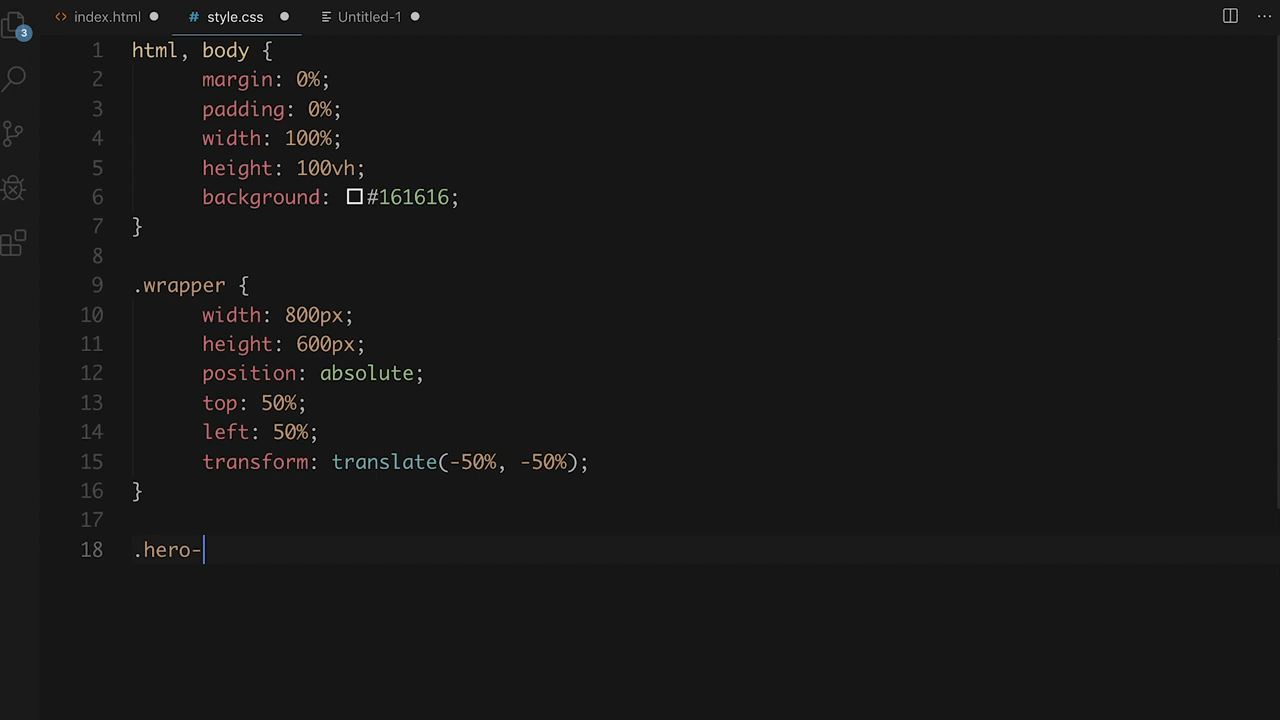 index.html
style.css
Untitled-1
3
1 html, body {
2 margin: 0%;
3 padding: 0%;
4 width: 100%;
5 height: 100vh;
6 background: #161616;
7 }
8
9 .wrapper {
10 width: 800px;
11 height: 600px;
12 position: absolute;
13 top: 50%;
14 left: 50%;
15 transform: translate(-50%, -50%);
16 }
17
18 .hero-